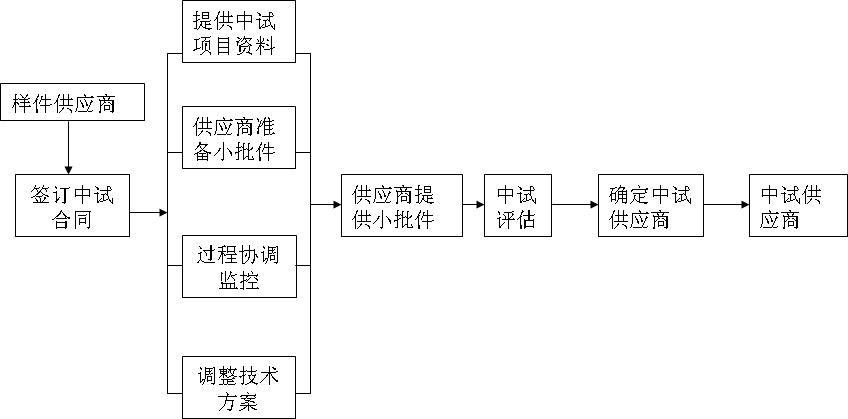 样件供应商
签订中试
合同
提供中试
项目资料
供应商准
备小批件
过程协调
监控
调整技术
方案
供应商提
供小批件
中试
评估
确定中试
供应商
中试供
应商